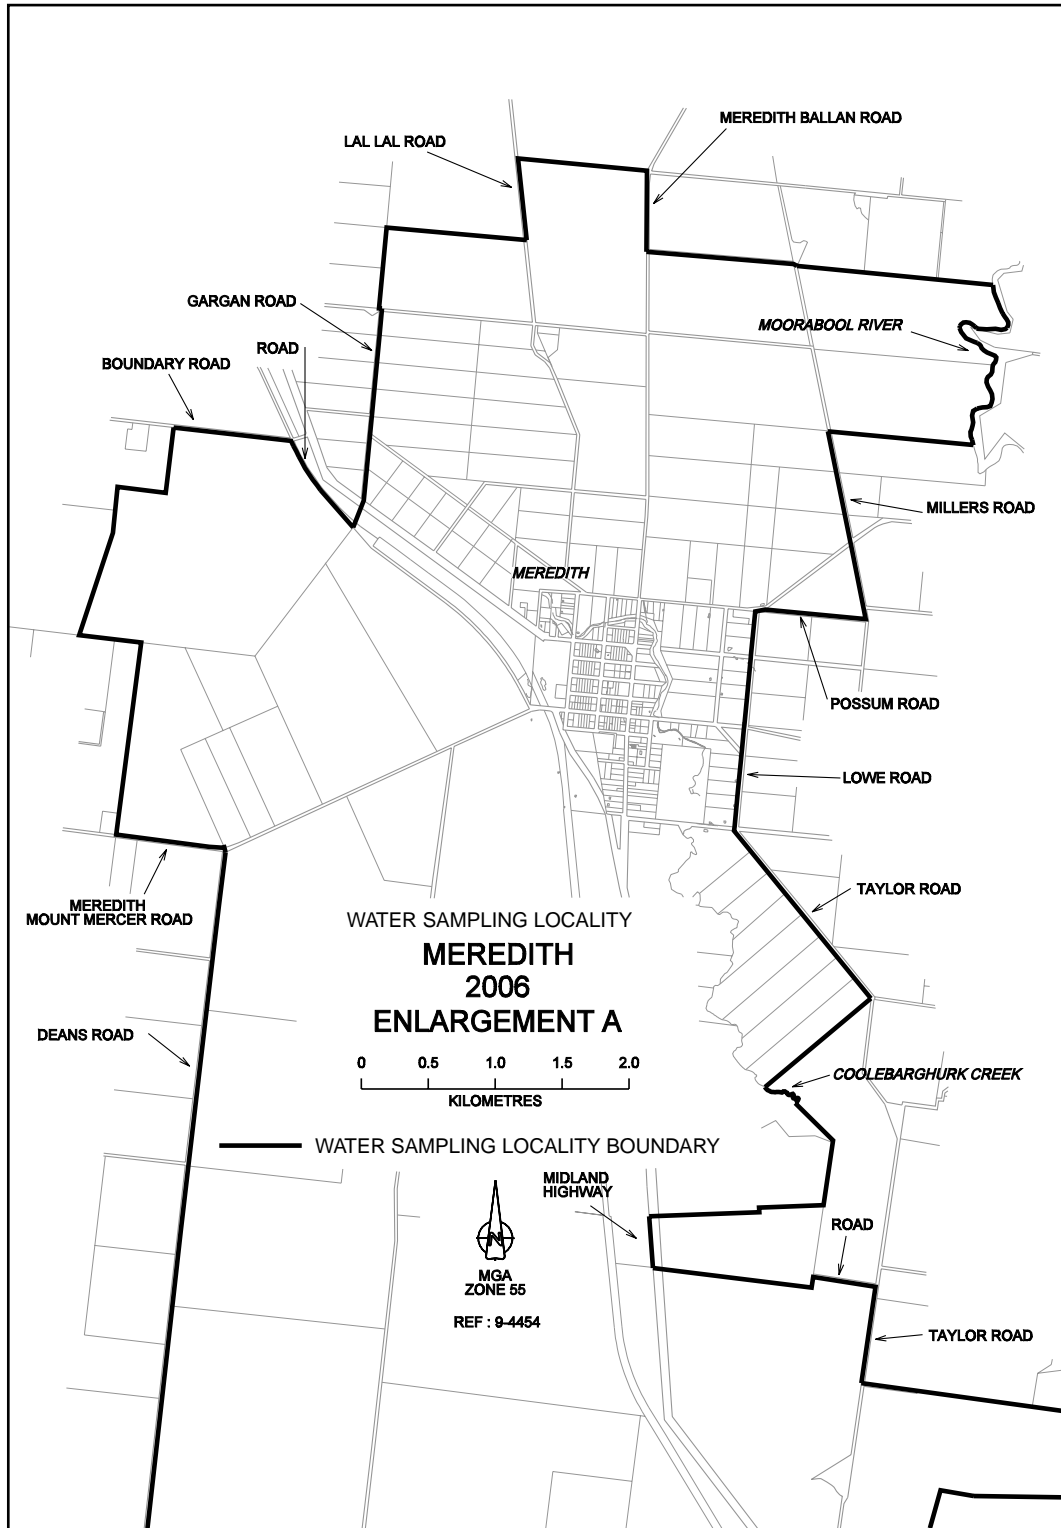 MEREDITH BALLAN ROAD
LAL LAL ROAD
GARGAN ROAD
MOORABOOL RIVER
ROAD
BOUNDARY ROAD
MILLERS ROAD
MEREDITH
POSSUM ROAD
LOWE ROAD
TAYLOR ROAD
MEREDITH
MOUNT MERCER ROAD
WATER SAMPLING LOCALITY
MEREDITH
2006
ENLARGEMENT A
DEANS ROAD
0 0.5 1.0 1.5 2.0
KILOMETRES
COOLEBARGHURK CREEK
WATER SAMPLING LOCALITY BOUNDARY
MIDLAND
HIGHWAY
ROAD
N
MGA
ZONE 55
REF : 9-4454
TAYLOR ROAD